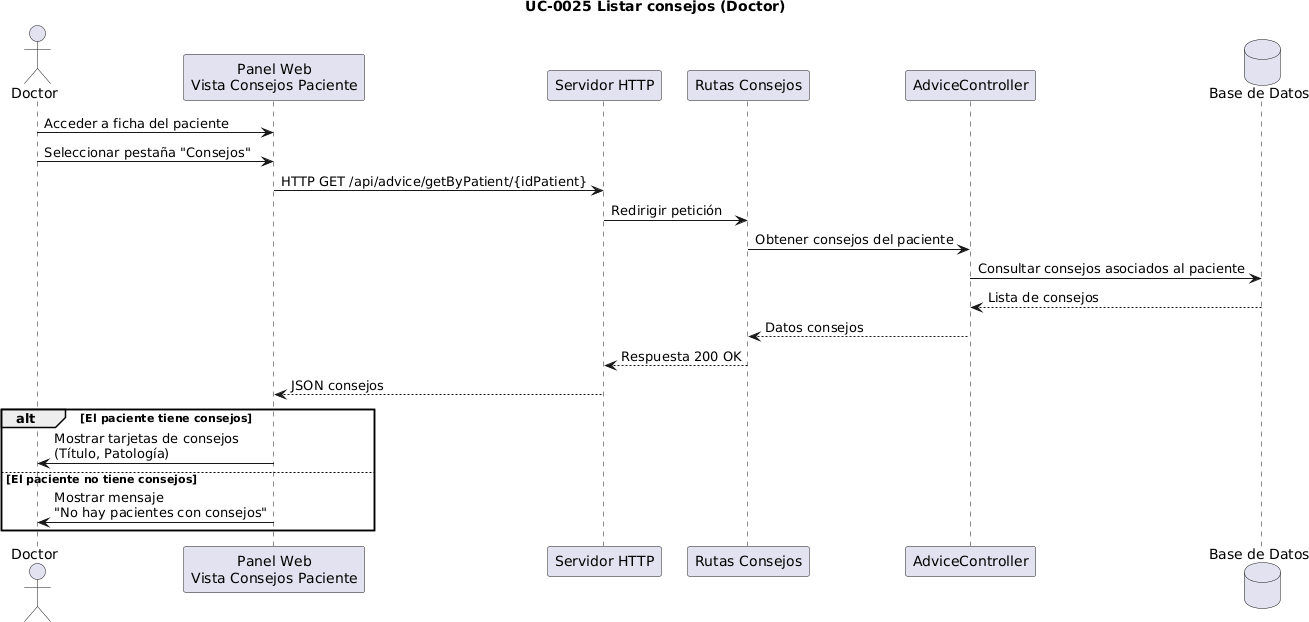 UC-0025 Listar consejos (Doctor)
Doctor
Panel Web
Vista Consejos Paciente
Servidor HTTP
Rutas Consejos
AdviceController
Base de Datos
Acceder a ficha del paciente
Seleccionar pestaña "Consejos"
HTTP GET /api/advice/getByPatient/{idPatient}
Redirigir petición
Obtener consejos del paciente
Consultar consejos asociados al paciente
Lista de consejos
Datos consejos
Respuesta 200 OK
JSON consejos
alt [El paciente tiene consejos]
Mostrar tarjetas de consejos
(Título, Patología)
[El paciente no tiene consejos]
Mostrar mensaje
"No hay pacientes con consejos"
Doctor
Panel Web
Vista Consejos Paciente
Servidor HTTP
Rutas Consejos
AdviceController
Base de Datos